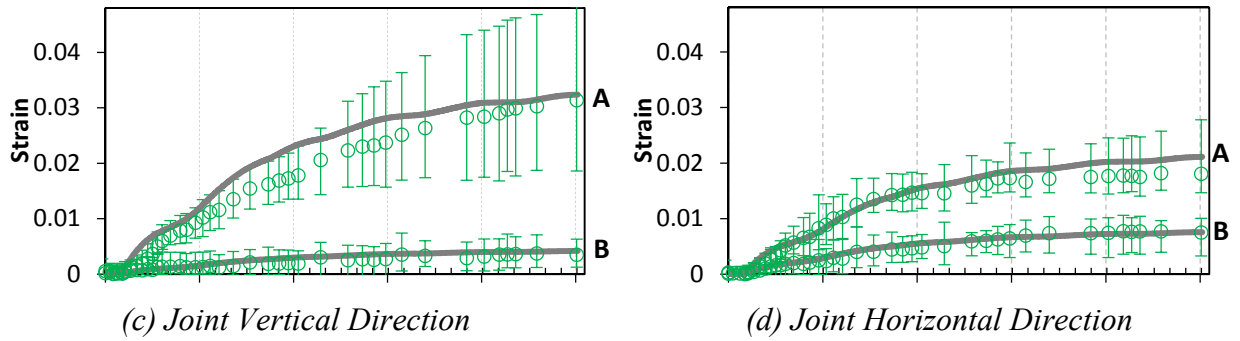 0.04
0.03
0.02
0.01
0
Strain
A
B
(c) Joint Vertical Direction
0.04
0.03
0.02
0.01
0
Strain
A
B
(d) Joint Horizontal Direction